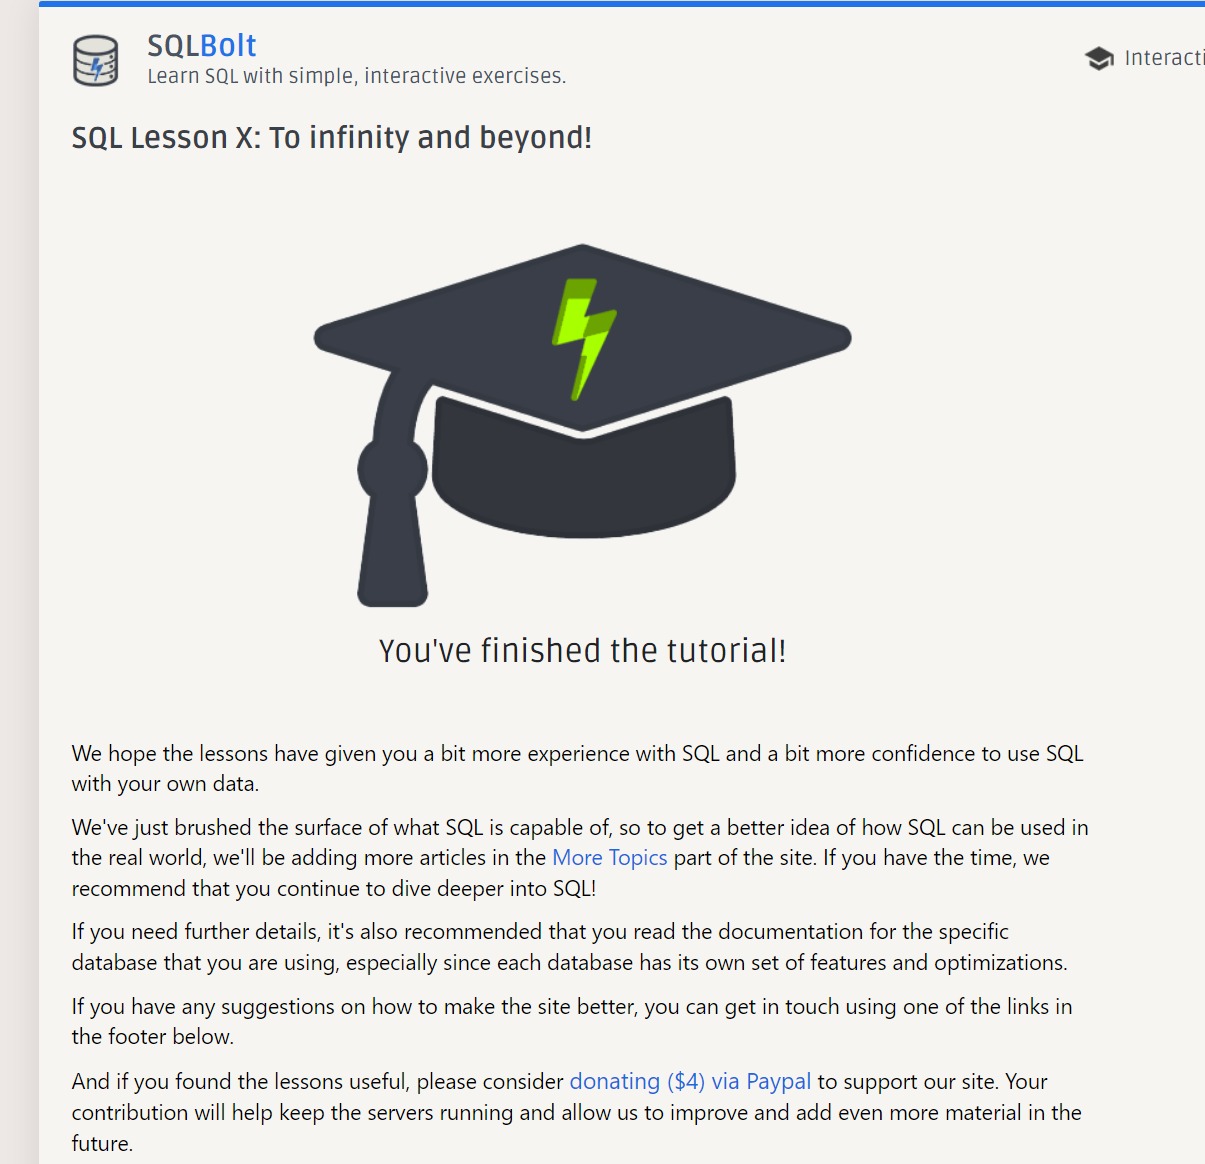 SQLBolt
Learn SQL with simple, interactive exercises.
Interacti
SQL Lesson X: To infinity and beyond!
You've finished the tutorial!
We hope the lessons have given you a bit more experience with SQL and a bit more confidence to use SQL
with your own data.
We've just brushed the surface of what SQL is capable of, so to get a better idea of how SQL can be used in
the real world, we'll be adding more articles in the More Topics part of the site. If you have the time, we
recommend that you continue to dive deeper into SQL!
If you need further details, it's also recommended that you read the documentation for the specific
database that you are using, especially since each database has its own set of features and optimizations.
If you have any suggestions on how to make the site better, you can get in touch using one of the links in
the footer below.
And if you found the lessons useful, please consider donating ($4) via Paypal to support our site. Your
contribution will help keep the servers running and allow us to improve and add even more material in the
future.